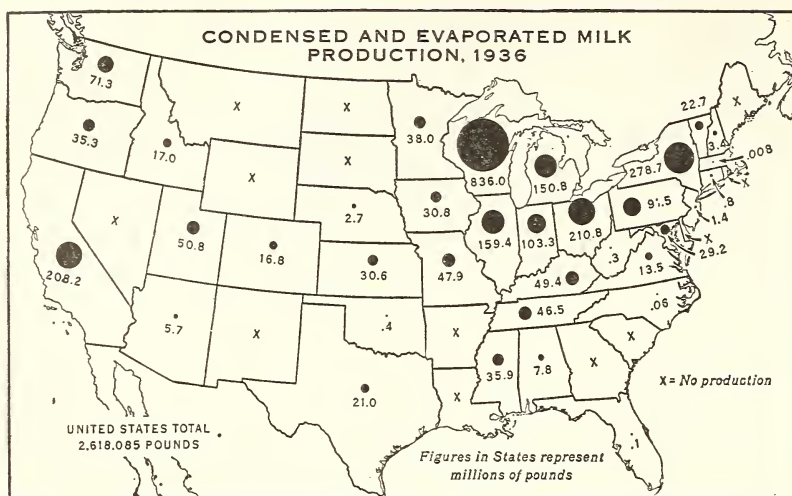 CONDENSED AND EVAPORATED MILK
PRODUCTION, 1936
71.3
35.3
17.0
X
X
X
X
38.0
836.0
150.8
22.7
3.4
X
.008
278.7
X
.8
1.4
91.5
X
29.2
X
50.8
16.8
2.7
30.8
159.4
103.3
210.8
.3
13.5
208.2
30.6
47.9
49.4
46.5
.06
5.7
X
.4
X
35.9
7.8
X
X
21.0
X
.1
X = No production
UNITED STATES TOTAL
2,618.085 POUNDS
Figures in States represent
millions of pounds